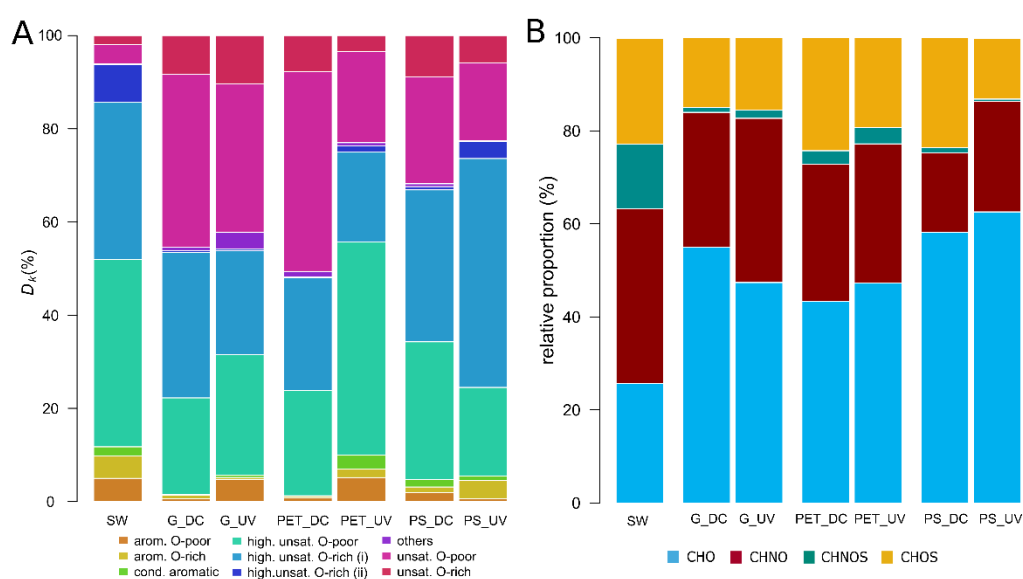 A
D_k(%)
100
80
60
40
20
0
SW G_DC G_UV PET_DC PET_UV PS_DC PS_UV
arom. O-poor
arom. O-rich
cond. aromatic
high. unsat. O-poor
high. unsat. O-rich (i)
high.unsat. O-rich (ii)
others
unsat. O-poor
unsat. O-rich
B
relative proportion (%)
100
80
60
40
20
0
SW G_DC G_UV PET_DC PET_UV PS_DC PS_UV
CHO CHNO CHNOS CHOS